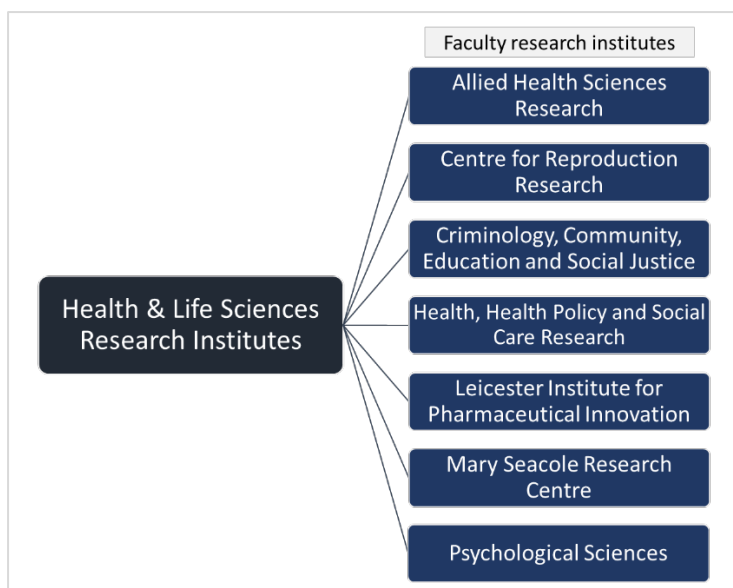 Faculty research institutes
Allied Health Sciences
Research
Centre for Reproduction
Research
Criminology, Community,
Education and Social Justice
Health & Life Sciences
Research Institutes
Health, Health Policy and Social
Care Research
Leicester Institute for
Pharmaceutical Innovation
Mary Seacole Research
Centre
Psychological Sciences